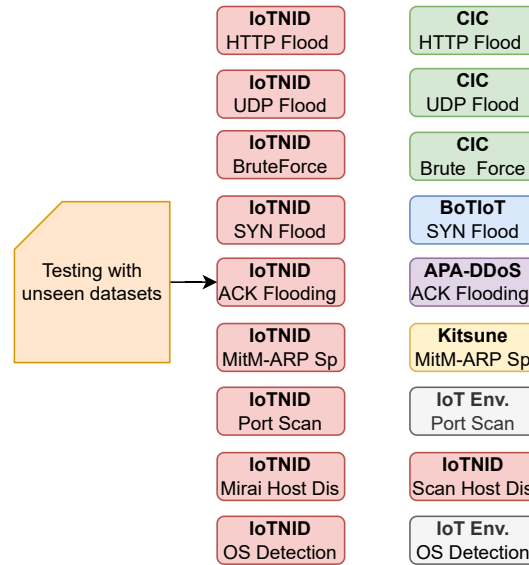 IoTNID
HTTP Flood
CIC
HTTP Flood
IoTNID
UDP Flood
CIC
UDP Flood
IoTNID
BruteForce
CIC
Brute Force
IoTNID
SYN Flood
BoTIoT
SYN Flood
Testing with
unseen datasets
IoTNID
ACK Flooding
APA-DDoS
ACK Flooding
IoTNID
MitM-ARP Sp
Kitsune
MitM-ARP Sp
IoTNID
Port Scan
IoT Env.
Port Scan
IoTNID
Mirai Host Dis
IoTNID
Scan Host Dis
IoTNID
OS Detection
IoT Env.
OS Detection